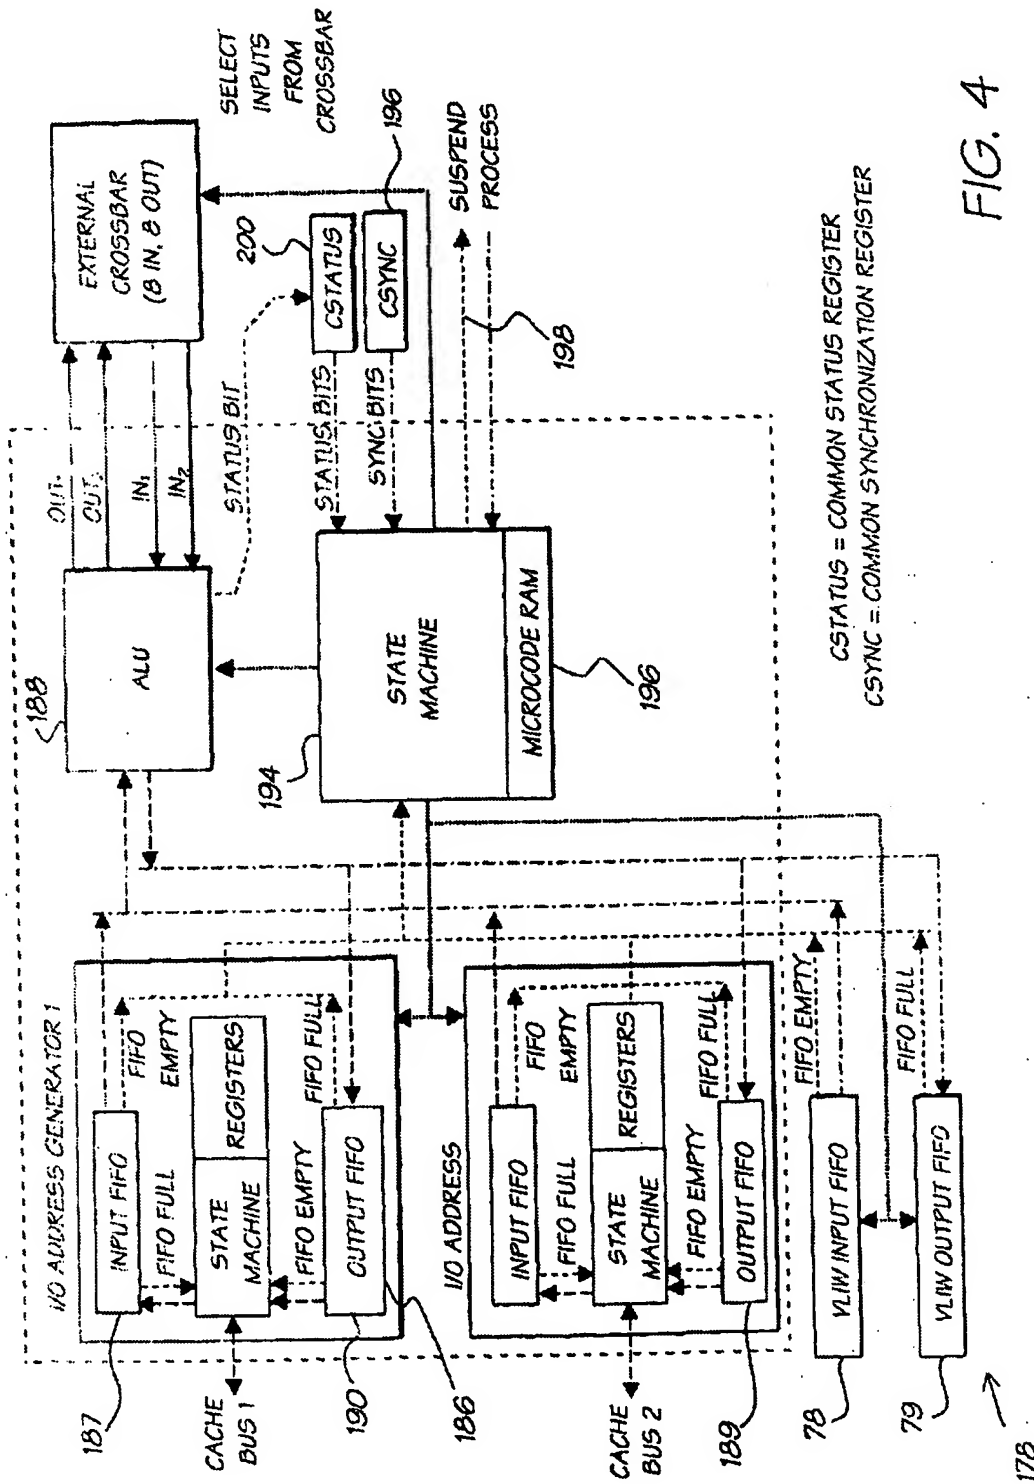 SELECT
INPUTS
FROM
CROSSBAR
EXTERNAL
CROSSBAR
(8 IN, 8 OUT)
OUT
OUT
IN₁
IN₂
STATUS BIT
200
CSTATUS
CSYNC
196
STATUS BITS
SYNC BITS
SUSPEND
PROCESS
198
188
ALU
194
STATE
MACHINE
MICROCODE RAM
196
I/O ADDRESS GENERATOR 1
INPUT FIFO
FIFO
EMPTY
FIFO FULL
STATE
MACHINE
REGISTERS
FIFO EMPTY
FIFO FULL
OUTPUT FIFO
187
CACHE
BUS 1
190
186
I/O ADDRESS
INPUT FIFO
FIFO
EMPTY
FIFO FULL
STATE
MACHINE
REGISTERS
FIFO EMPTY
FIFO FULL
OUTPUT FIFO
CACHE
BUS 2
189
FIFO EMPTY
VLIW INPUT FIFO
78
FIFO FULL
VLIW OUTPUT FIFO
79
178
CSTATUS = COMMON STATUS REGISTER
CSYNC = COMMON SYNCHRONIZATION REGISTER
FIG. 4